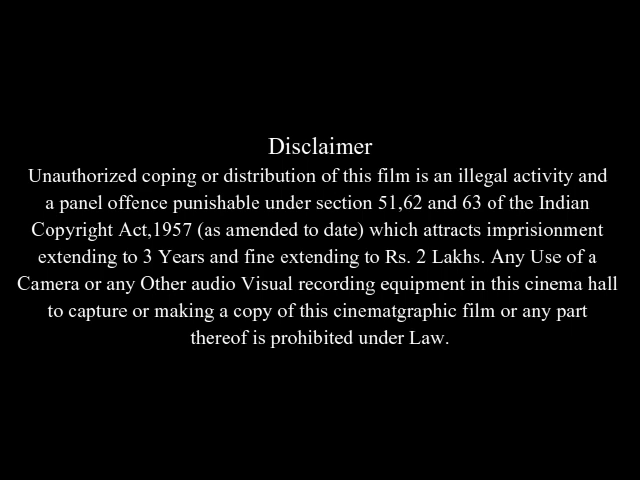 Disclaimer
Unauthorized coping or distribution of this film is an illegal activity and
a panel offence punishable under section 51,62 and 63 of the Indian
Copyright Act,1957 (as amended to date) which attracts imprisionment
extending to 3 Years and fine extending to Rs. 2 Lakhs. Any Use of a
Camera or any Other audio Visual recording equipment in this cinema hall
to capture or making a copy of this cinematgraphic film or any part
thereof is prohibited under Law.